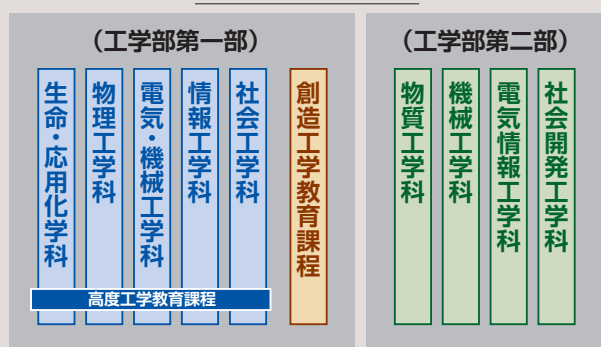 （工学部第一部）
生命・応用化学科
物理工学科
電気・機械工学科
情報工学科
社会工学科
創造工学教育課程
高度工学教育課程
（工学部第二部）
物質工学科
機械工学科
電気情報工学科
社会開発工学科